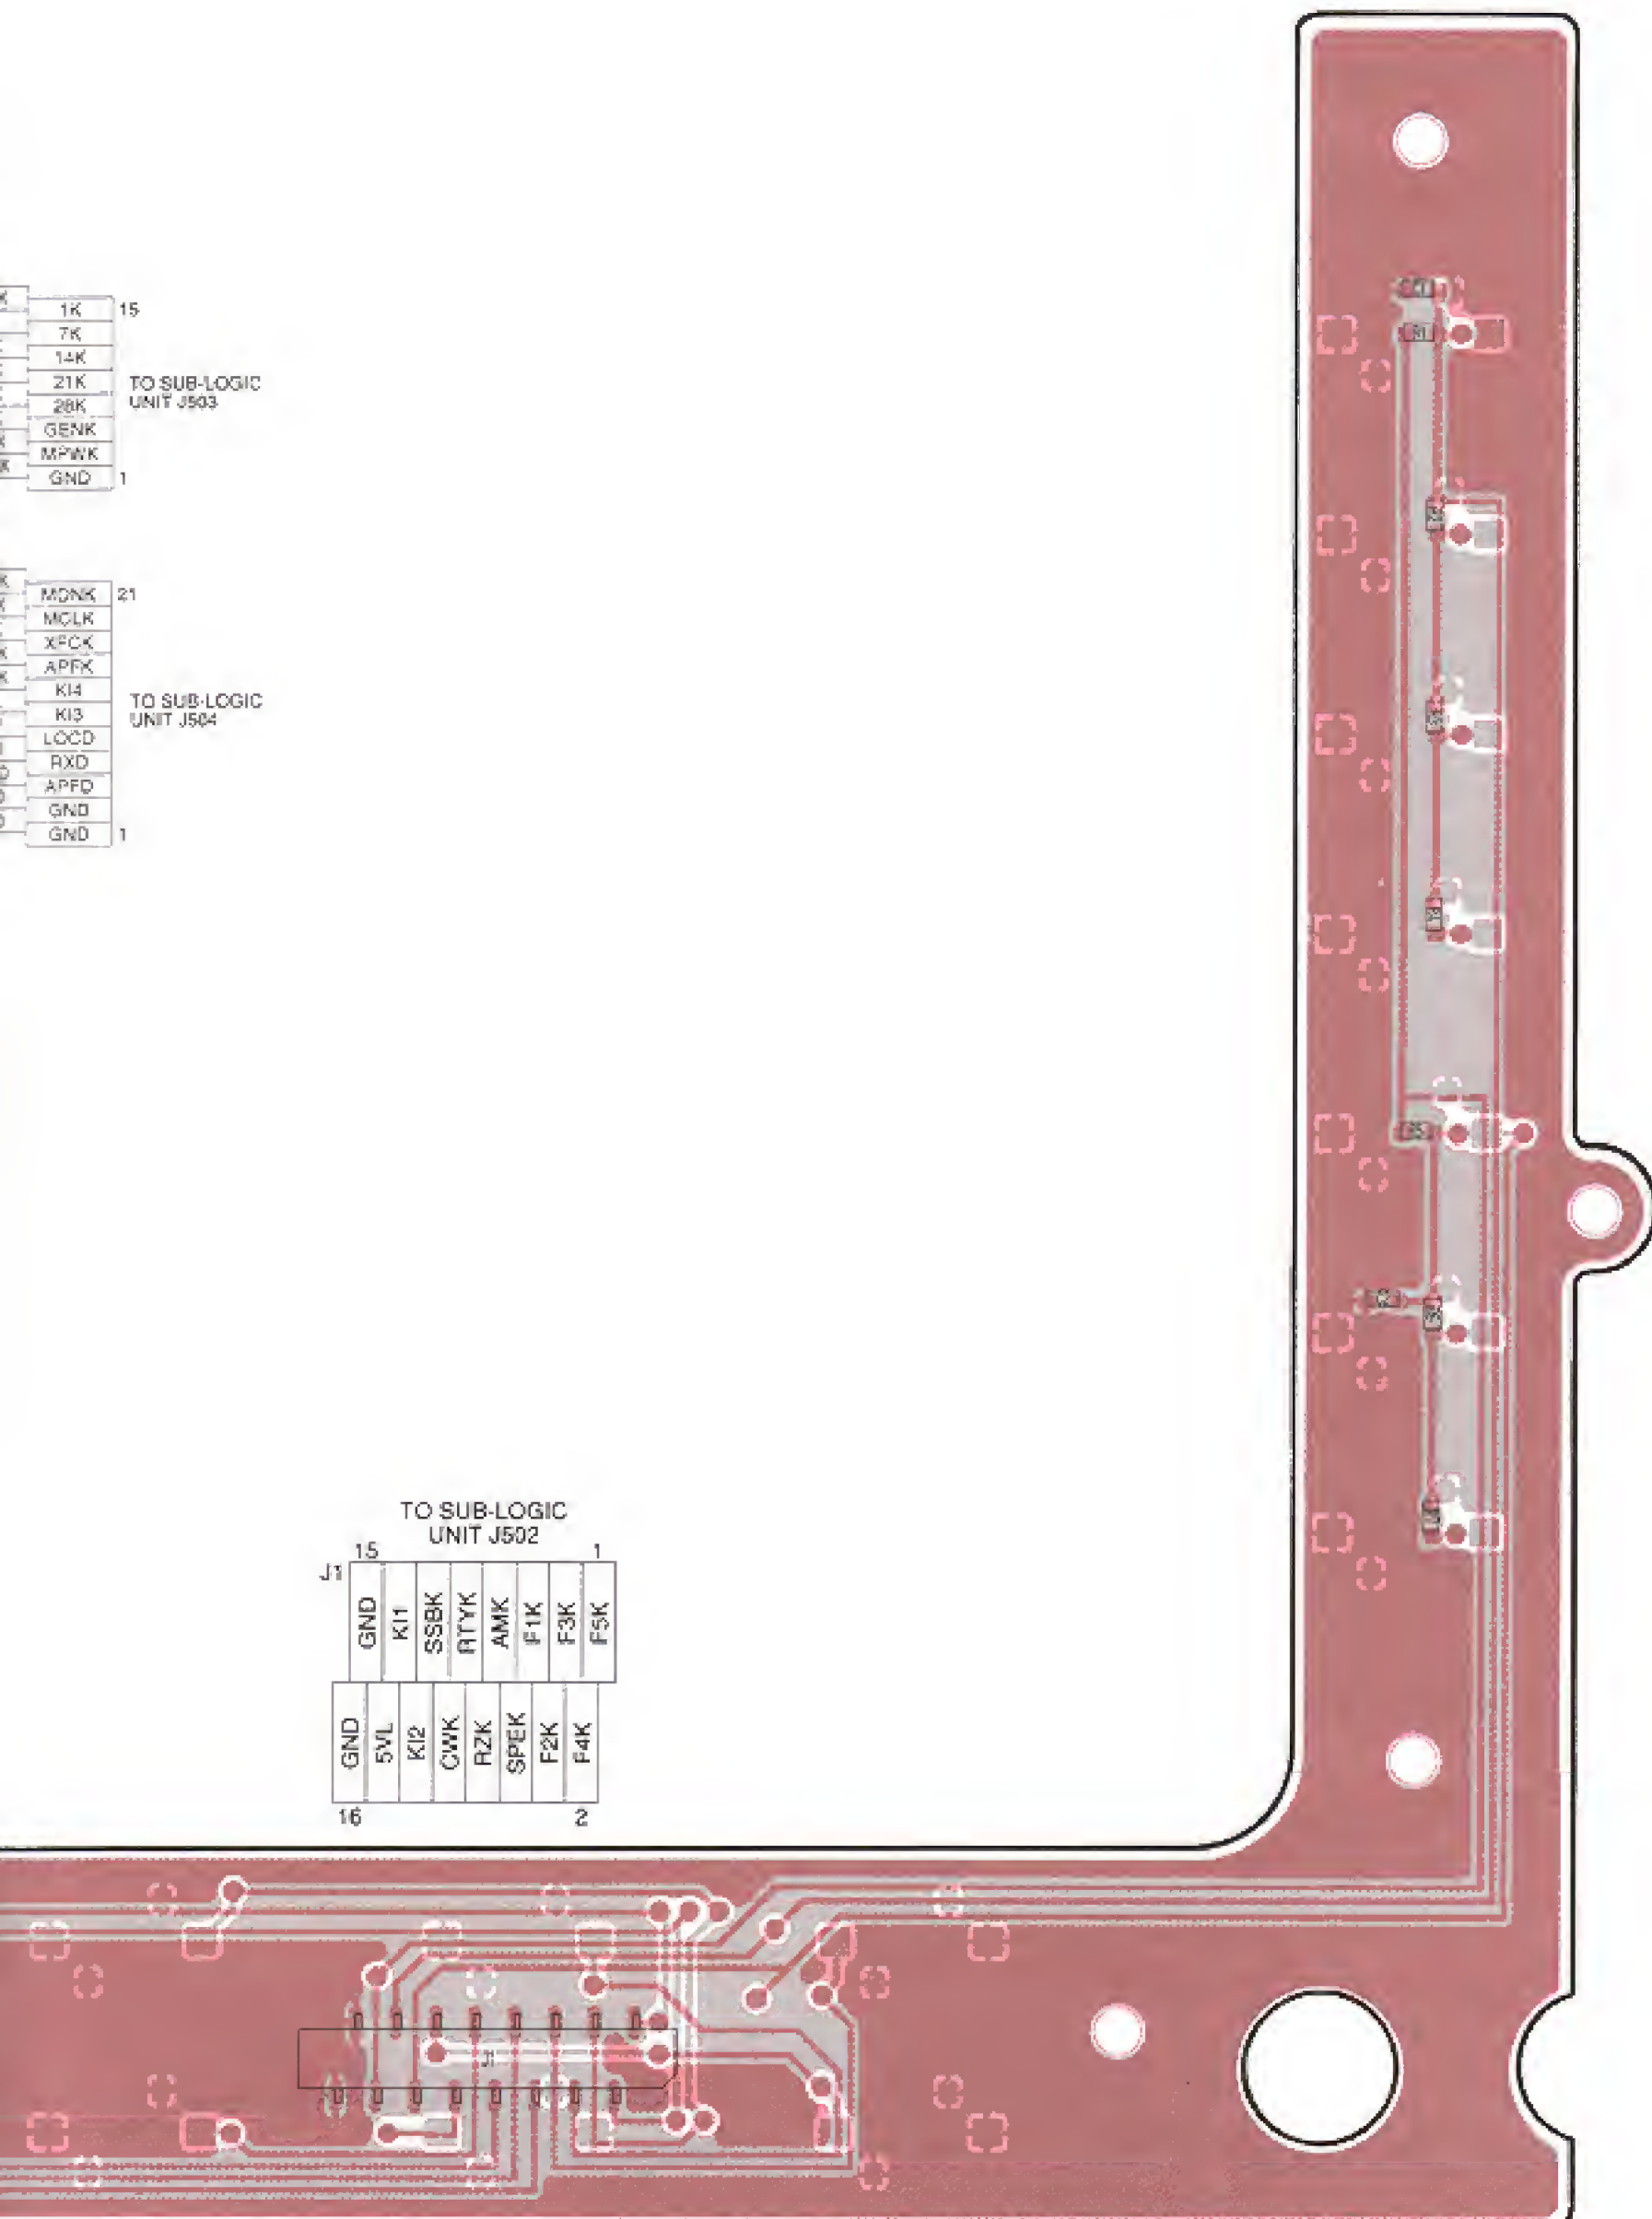 1K 15
7K
14K
21K
28K
GENK
MPWK
GND 1
TO SUB-LOGIC
UNIT J503
MONK 21
MCLK
XFCK
APFK
KI4
KI3
LOCD
RXD
APFD
GND
GND 1
TO SUB-LOGIC
UNIT J504
TO SUB-LOGIC
UNIT J502
15 1
J1
GND KI1 SSBK RTYK AMK F1K F3K F5K
GND 5VL KI2 CWK RZK SPEK F2K F4K
16 2
R1
J1